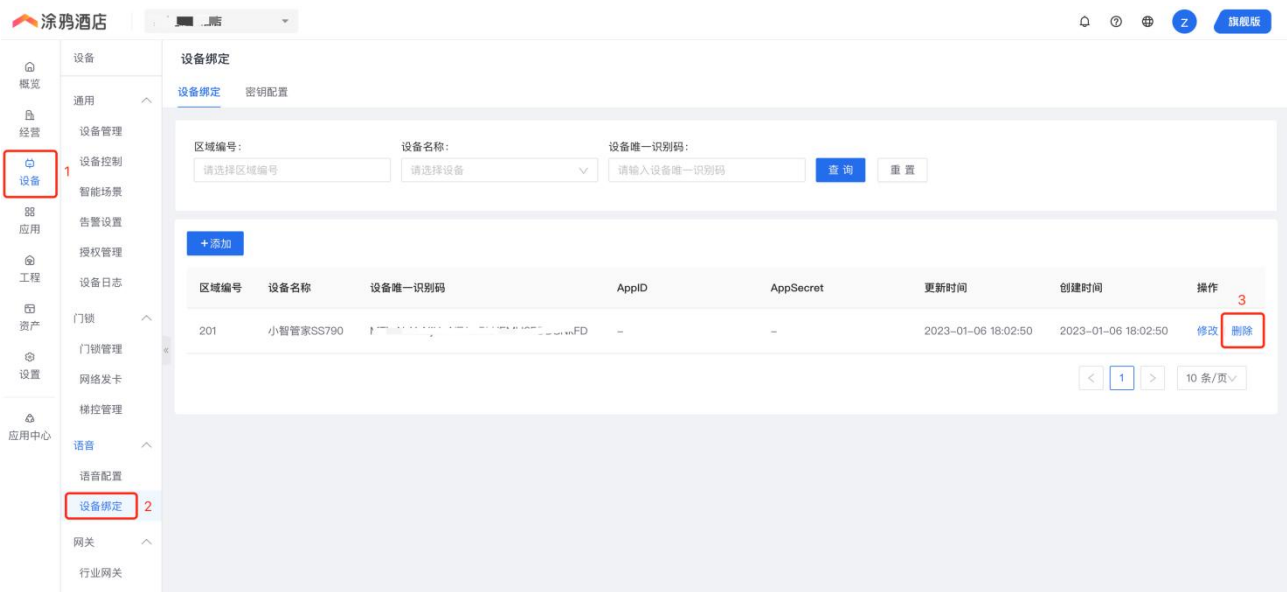 涂鸦酒店
店
Z
旗舰版
概览
经营
设备
应用
工程
资产
设置
应用中心
1
设备
通用
设备管理
设备控制
智能场景
告警设置
授权管理
设备日志
门锁
门锁管理
网络发卡
梯控管理
语音
语音配置
设备绑定 2
网关
行业网关
设备绑定
设备绑定 密钥配置
区域编号: 设备名称: 设备唯一识别码:
请选择区域编号 请选择设备 请输入设备唯一识别码 查 询 重 置
+添加
区域编号 设备名称 设备唯一识别码 AppID AppSecret 更新时间 创建时间 操作
3
201 小智管家SS790 FD – – 2023-01-06 18:02:50 2023-01-06 18:02:50 修改 删除
< 1 > 10 条/页